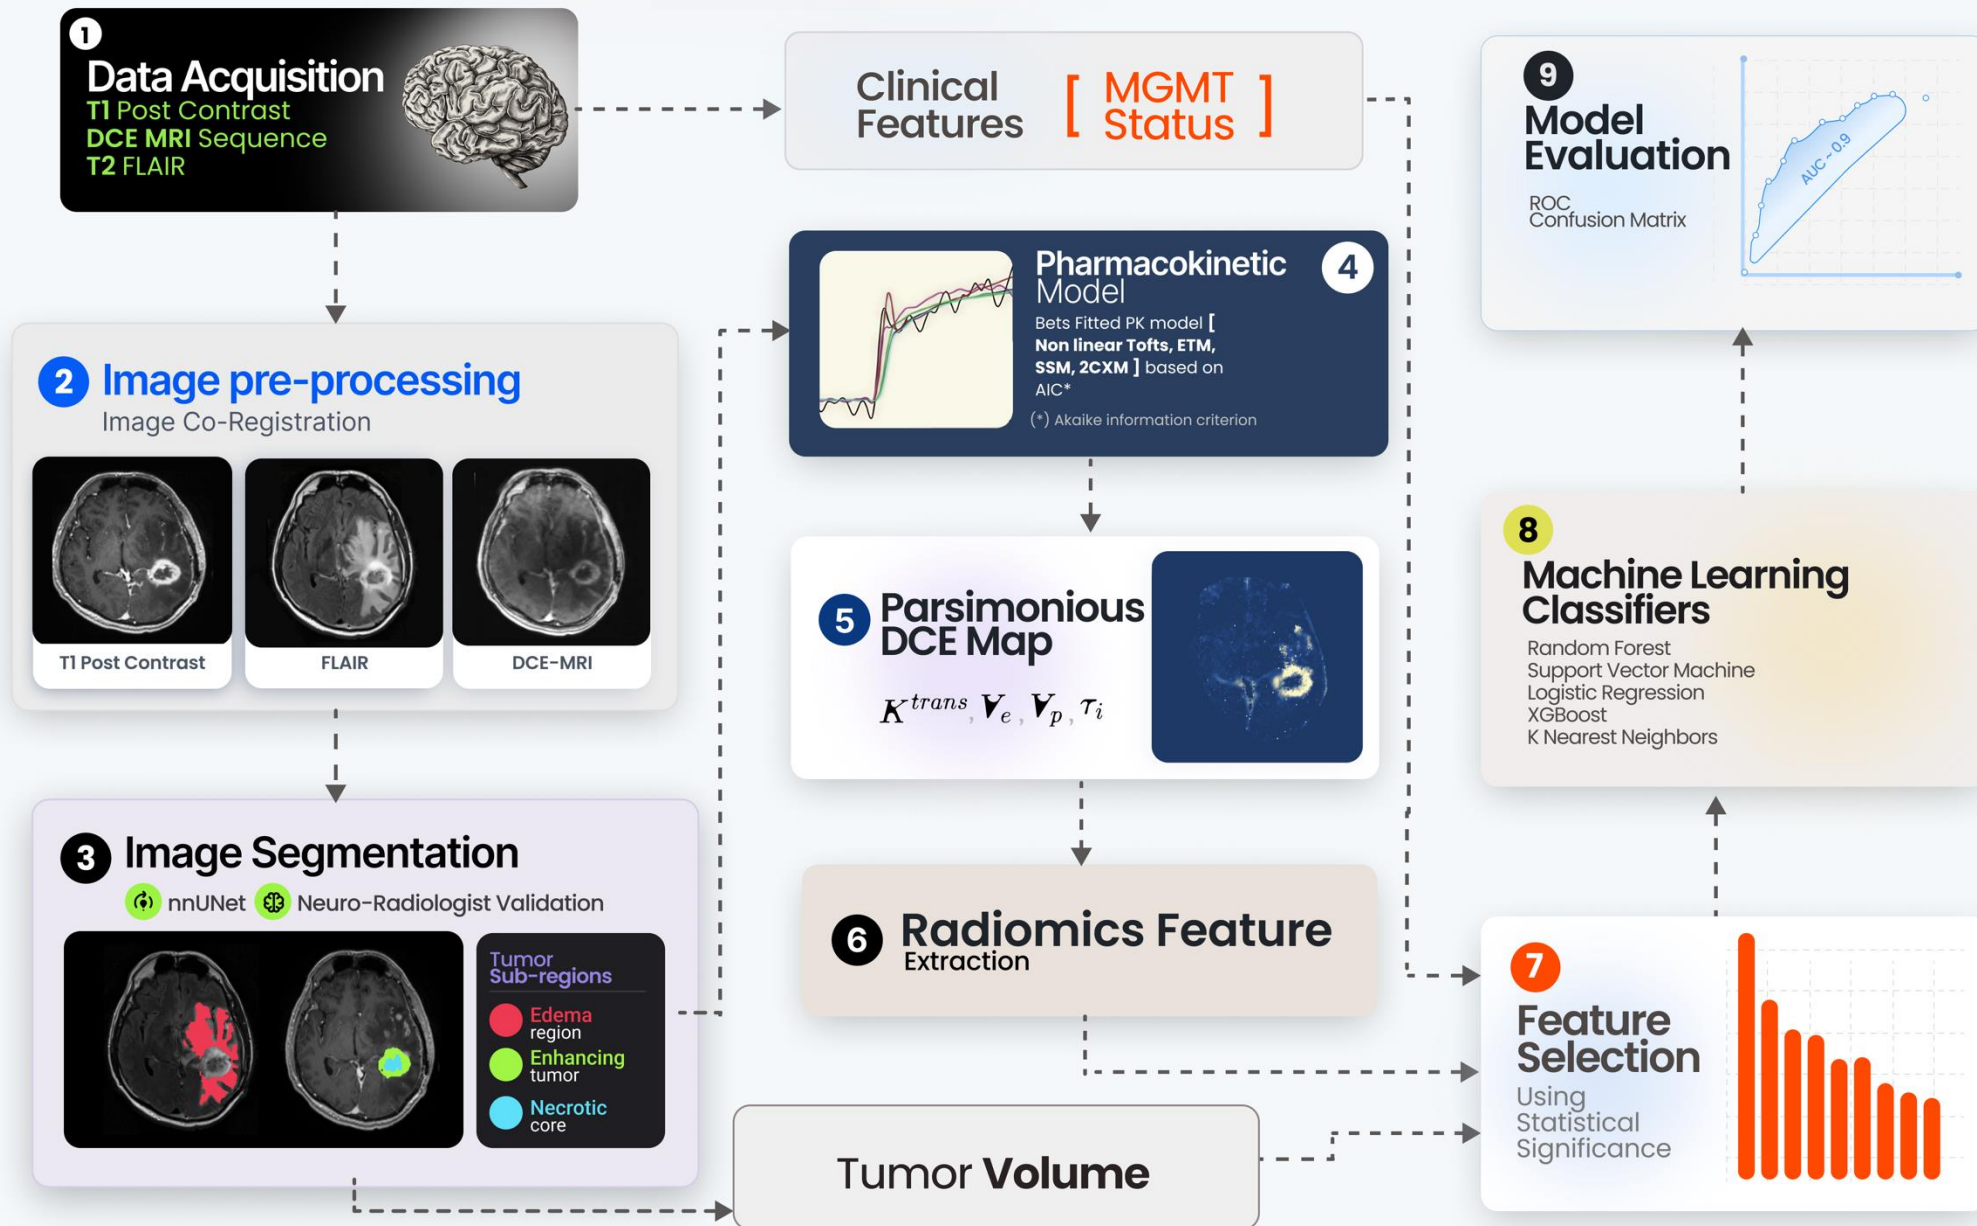 1
Data Acquisition
T1 Post Contrast
DCE MRI Sequence
T2 FLAIR
Clinical
Features
[ MGMT
Status ]
2 Image pre-processing
Image Co-Registration
T1 Post Contrast
FLAIR
DCE-MRI
3 Image Segmentation
nnUNet Neuro-Radiologist Validation
Tumor
Sub-regions
Edema
region
Enhancing
tumor
Necrotic
core
Pharmacokinetic
Model
4
Bets Fitted PK model [
Non linear Tofts, ETM,
SSM, 2CXM ] based on
AIC*
(*) Akaike information criterion
5 Parsimonious
DCE Map
K^trans, V_e, V_p, τ_i
6 Radiomics Feature
Extraction
Tumor Volume
7
Feature
Selection
Using
Statistical
Significance
8
Machine Learning
Classifiers
Random Forest
Support Vector Machine
Logistic Regression
XGBoost
K Nearest Neighbors
9
Model
Evaluation
ROC
Confusion Matrix
AUC ~ 0.9